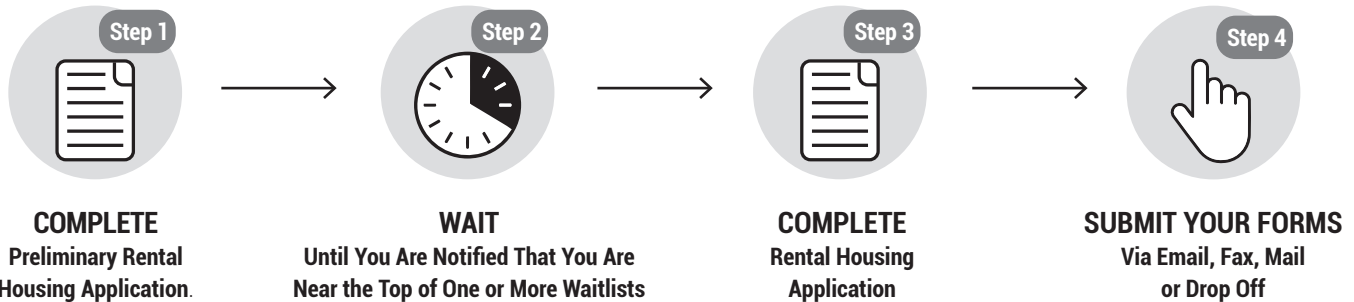 Step 1
COMPLETE
Preliminary Rental
Housing Application.
Step 2
WAIT
Until You Are Notified That You Are
Near the Top of One or More Waitlists
Step 3
COMPLETE
Rental Housing
Application
Step 4
SUBMIT YOUR FORMS
Via Email, Fax, Mail
or Drop Off